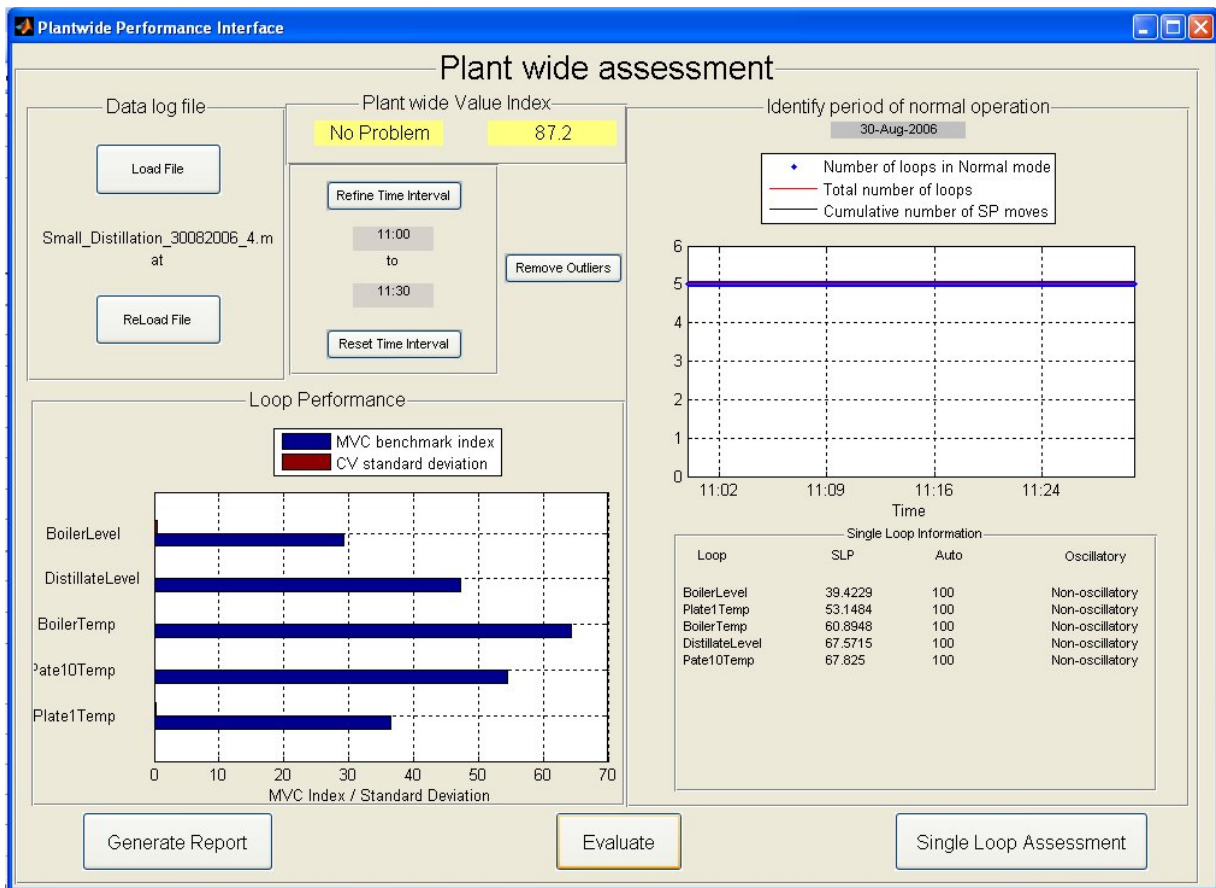 Plantwide Performance Interface
Plant wide assessment
Data log file
Load File
Small_Distillation_30082006_4.m
at
ReLoad File
Plant wide Value Index
No Problem 87.2
Refine Time Interval
11:00
to
11:30
Reset Time Interval
Remove Outliers
Identify period of normal operation
30-Aug-2006
Number of loops in Normal mode
Total number of loops
Cumulative number of SP moves
6
5
4
3
2
1
0
11:02 11:09 11:16 11:24
Time
Loop Performance
MVC benchmark index
CV standard deviation
BoilerLevel
DistillateLevel
BoilerTemp
Pate10Temp
Plate1Temp
0 10 20 30 40 50 60 70
MVC Index / Standard Deviation
Single Loop Information
Loop SLP Auto Oscillatory
BoilerLevel 39.4229 100 Non-oscillatory
Plate1Temp 53.1484 100 Non-oscillatory
BoilerTemp 60.8948 100 Non-oscillatory
DistillateLevel 67.5715 100 Non-oscillatory
Pate10Temp 67.825 100 Non-oscillatory
Generate Report
Evaluate
Single Loop Assessment